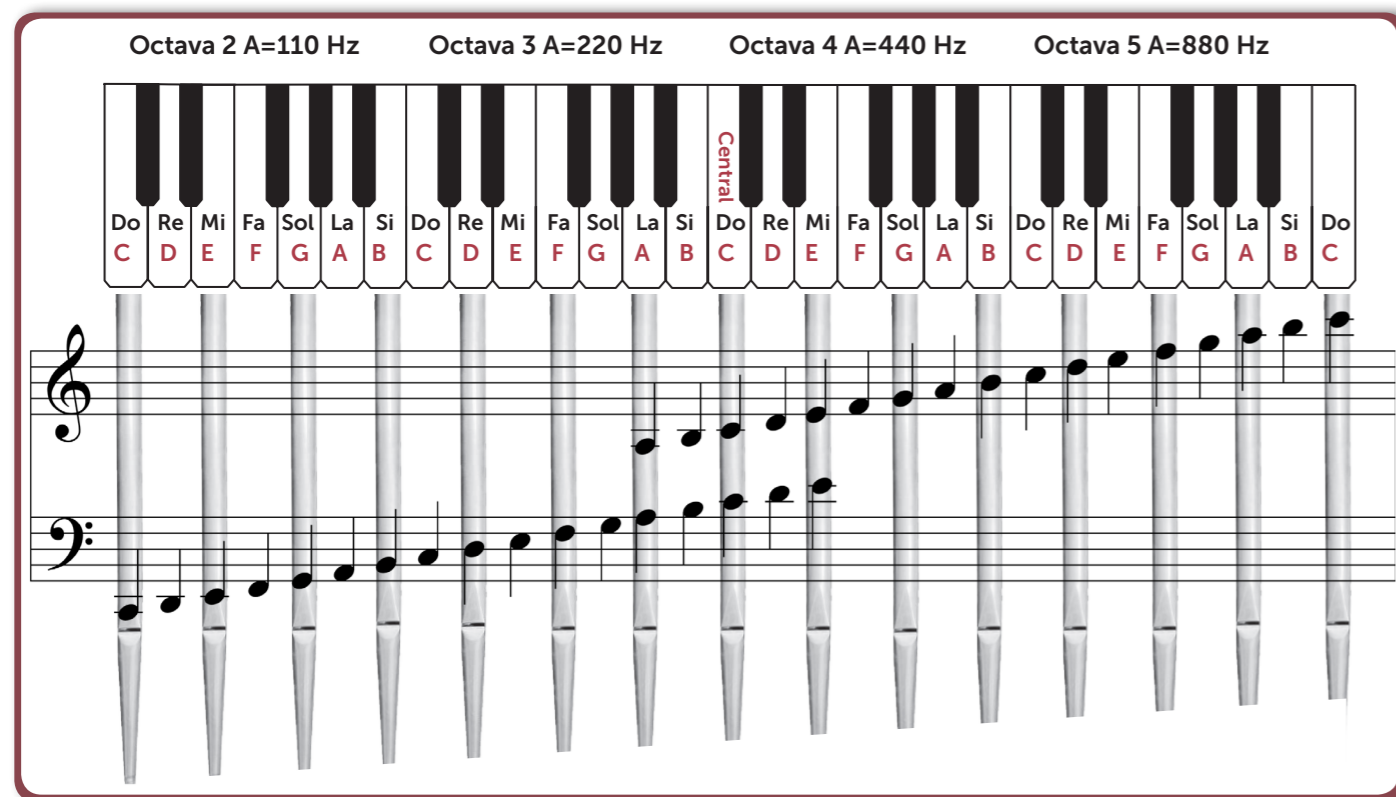 Octava 2 A=110 Hz Octava 3 A=220 Hz Octava 4 A=440 Hz Octava 5 A=880 Hz
Central
Do Re Mi Fa Sol La Si Do Re Mi Fa Sol La Si Do Re Mi Fa Sol La Si Do Re Mi Fa Sol La Si Do
C D E F G A B C D E F G A B C D E F G A B C D E F G A B C